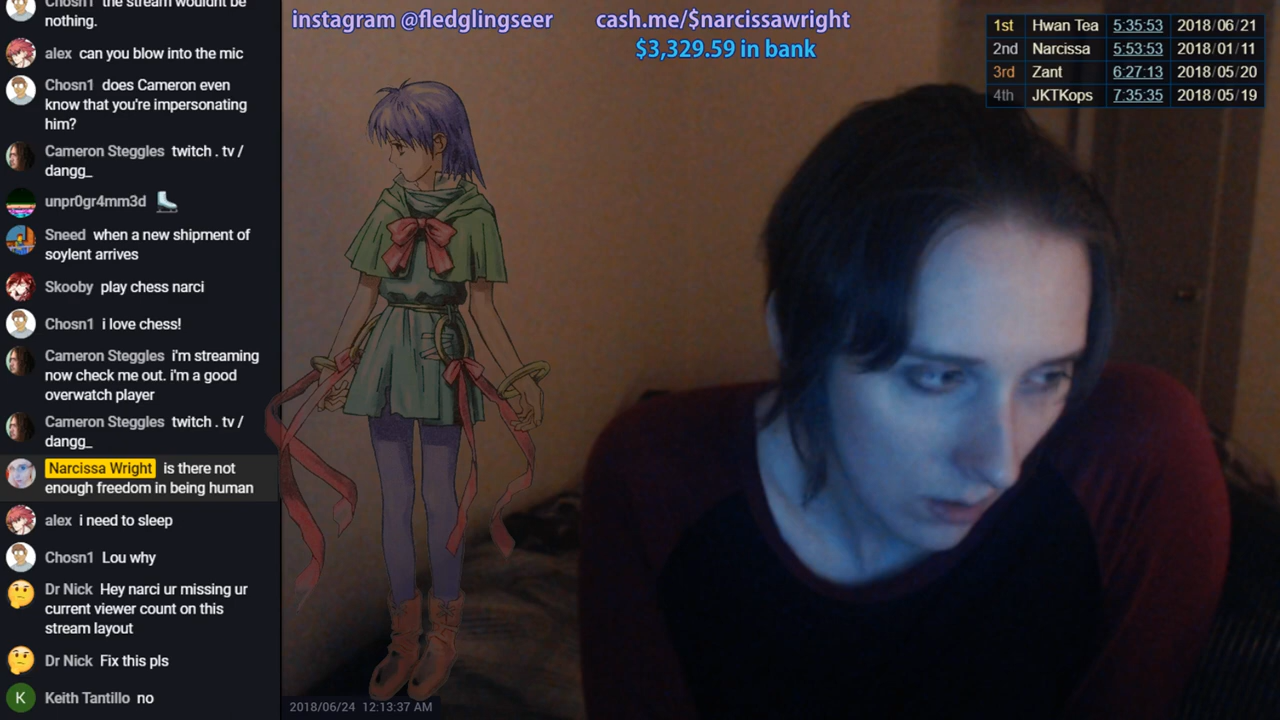 Chosn1 the stream wouldnt be
nothing.
alex can you blow into the mic
Chosn1 does Cameron even
know that you're impersonating
him?
Cameron Steggles twitch . tv /
dangg_
unpr0gr4mm3d
Sneed when a new shipment of
soylent arrives
Skooby play chess narci
Chosn1 i love chess!
Cameron Steggles i'm streaming
now check me out. i'm a good
overwatch player
Cameron Steggles twitch . tv /
dangg_
Narcissa Wright is there not
enough freedom in being human
alex i need to sleep
Chosn1 Lou why
Dr Nick Hey narci ur missing ur
current viewer count on this
stream layout
Dr Nick Fix this pls
K Keith Tantillo no
instagram @fledglingseer cash.me/$narcissawright
$3,329.59 in bank
1st Hwan Tea 5:35:53 2018/06/21
2nd Narcissa 5:53:53 2018/01/11
3rd Zant 6:27:13 2018/05/20
4th JKTKops 7:35:35 2018/05/19
2018/06/24 12:13:37 AM